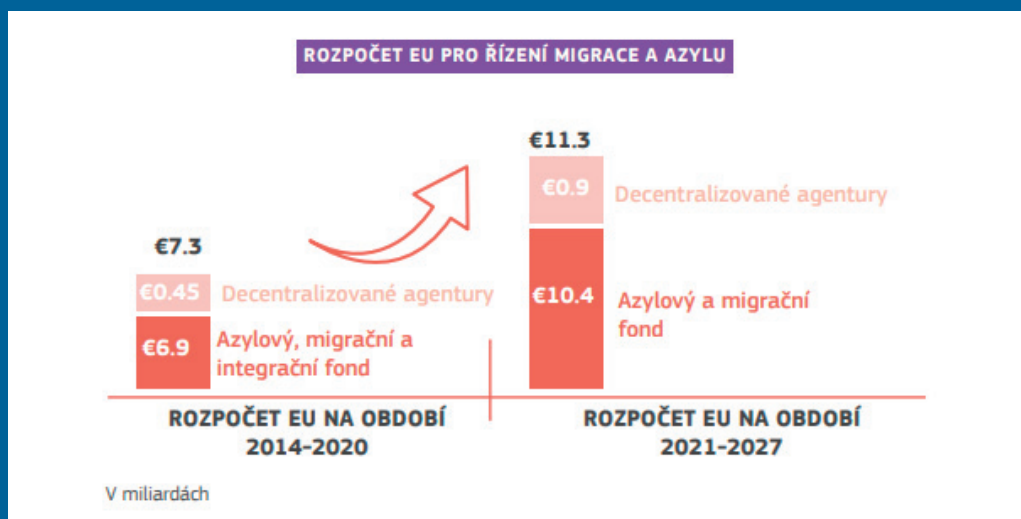 ROZPOČET EU PRO ŘÍZENÍ MIGRACE A AZYLU
€7.3
€0.45 Decentralizované agentury
€6.9
Azylový, migrační a
integrační fond
ROZPOČET EU NA OBDOBÍ
2014–2020
€11.3
€0.9 Decentralizované agentury
€10.4
Azylový a migrační
fond
ROZPOČET EU NA OBDOBÍ
2021–2027
V miliardách